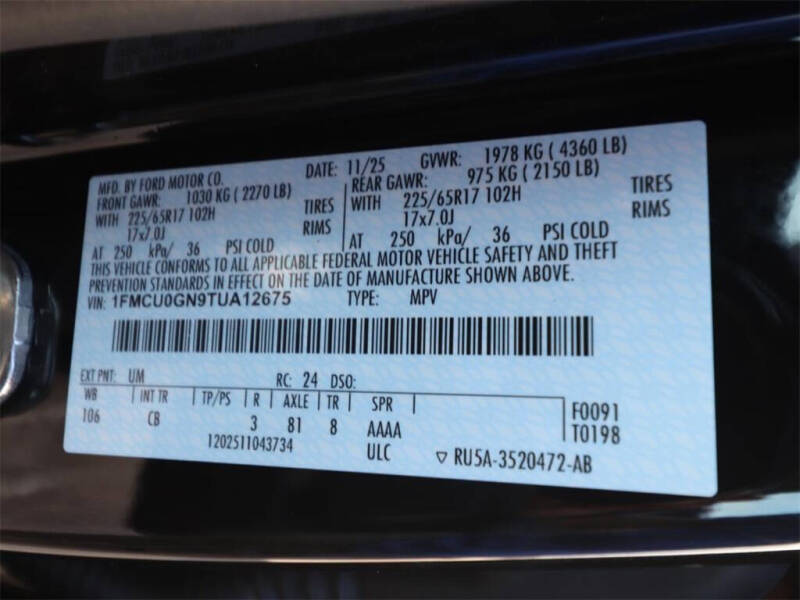 MFD. BY FORD MOTOR CO. DATE: 11/25 GVWR: 1978 KG ( 4360 LB)
FRONT GAWR: 1030 KG ( 2270 LB) REAR GAWR: 975 KG ( 2150 LB)
WITH 225/65R17 102H TIRES WITH 225/65R17 102H TIRES
17x7.0J RIMS 17x7.0J RIMS
AT 250 kPa/ 36 PSI COLD AT 250 kPa/ 36 PSI COLD
THIS VEHICLE CONFORMS TO ALL APPLICABLE FEDERAL MOTOR VEHICLE SAFETY AND THEFT
PREVENTION STANDARDS IN EFFECT ON THE DATE OF MANUFACTURE SHOWN ABOVE.
VIN: 1FMCU0GN9TUA12675 TYPE: MPV
EXT PNT: UM RC: 24 DSO:
WB INT TR TP/PS R AXLE TR SPR
106 CB 3 81 8 AAAA F0091
1202511043734 ULC T0198
▽ RU5A-3520472-AB